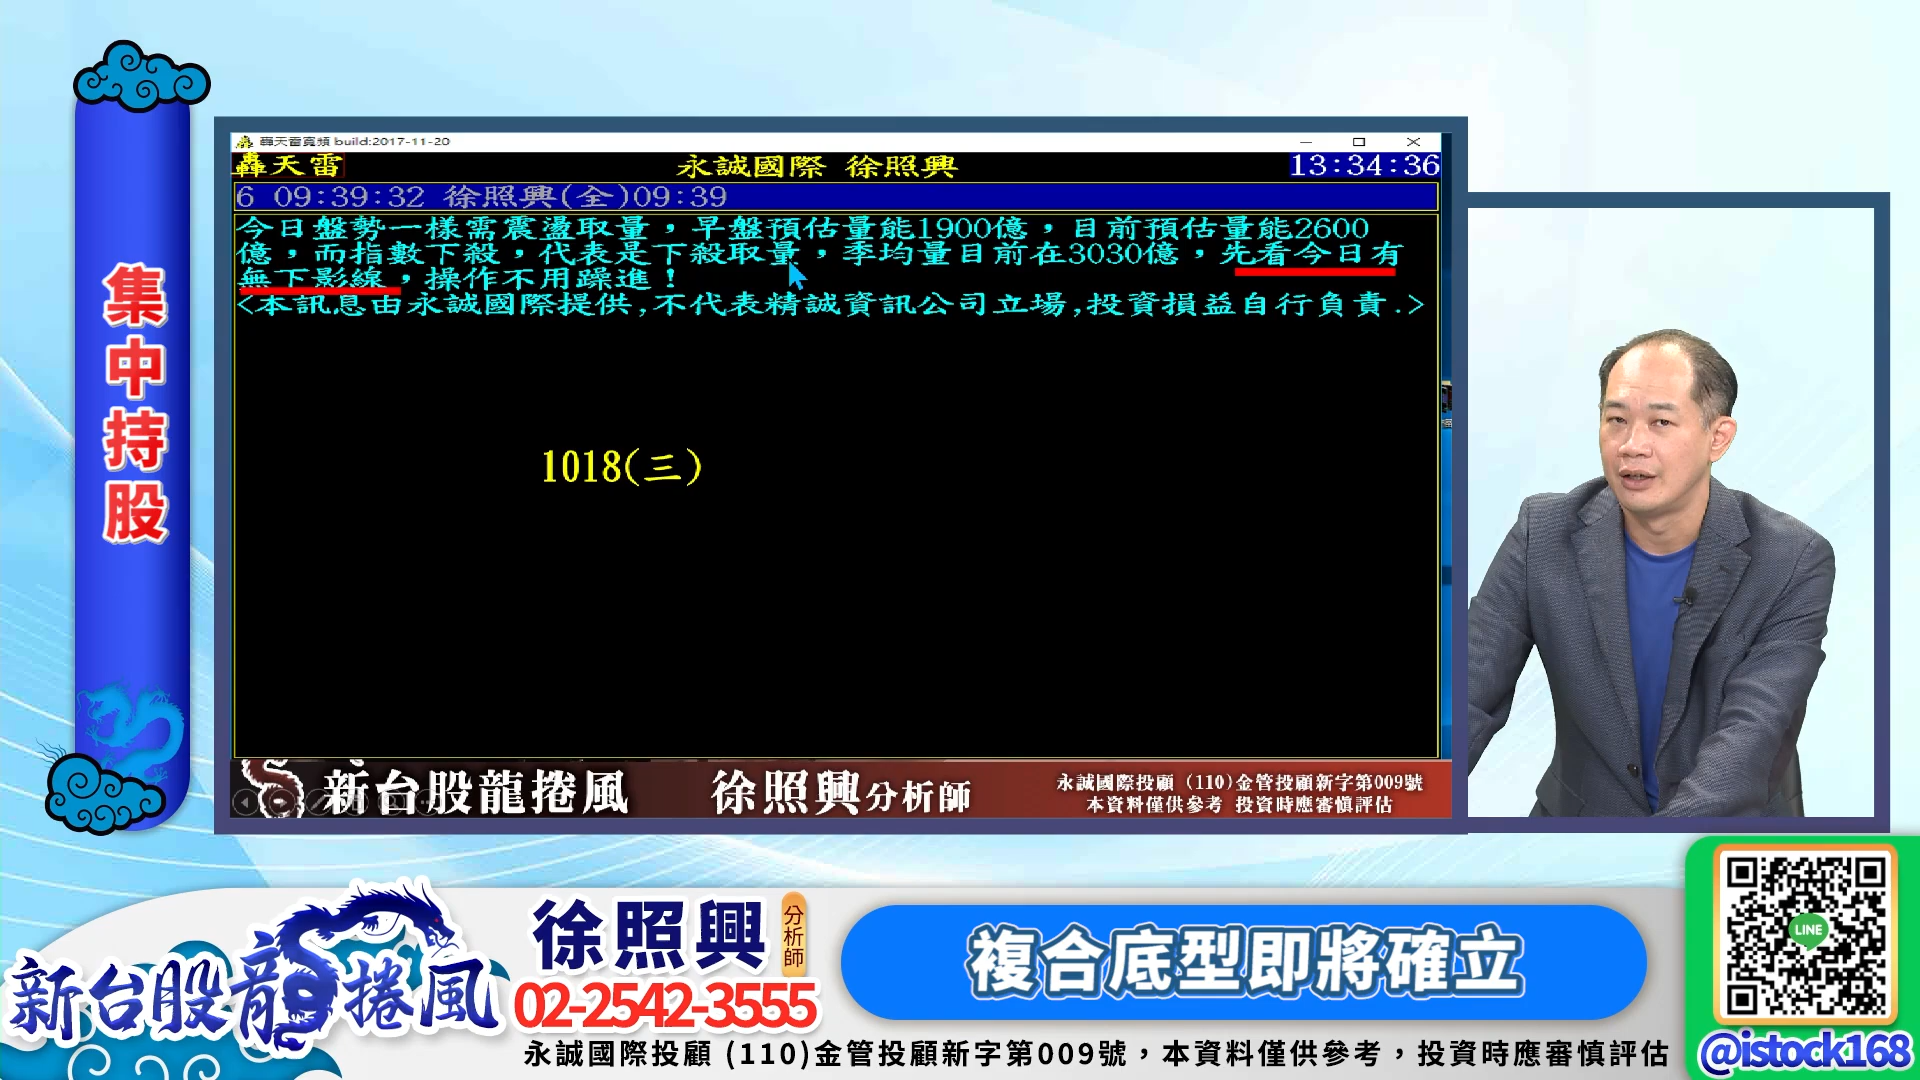 集中持股
轟天雷寬頻 build:2017-11-20
轟天雷
永誠國際 徐照興
13:34:36
6 09:39:32 徐照興(全)09:39
今日盤勢一樣需震盪取量，早盤預估量能1900億，目前預估量能2600
億，而指數下殺，代表是下殺取量，季均量目前在3030億，先看今日有
無下影線，操作不用躁進！
<本訊息由永誠國際提供,不代表精誠資訊公司立場,投資損益自行負責.>
1018(三)
新台股龍捲風 徐照興分析師
永誠國際投顧 (110)金管投顧新字第009號
本資料僅供參考 投資時應審慎評估
新台股龍捲風
徐照興 分析師
02-2542-3555
複合底型即將確立
LINE
@istock168
永誠國際投顧 (110)金管投顧新字第009號，本資料僅供參考，投資時應審慎評估